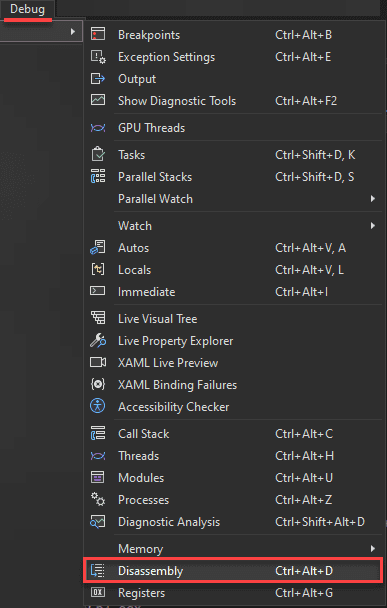 Debug
Breakpoints Ctrl+Alt+B
Exception Settings Ctrl+Alt+E
Output
Show Diagnostic Tools Ctrl+Alt+F2
GPU Threads
Tasks Ctrl+Shift+D, K
Parallel Stacks Ctrl+Shift+D, S
Parallel Watch
Watch
Autos Ctrl+Alt+V, A
Locals Ctrl+Alt+V, L
Immediate Ctrl+Alt+I
Live Visual Tree
Live Property Explorer
XAML Live Preview
XAML Binding Failures
Accessibility Checker
Call Stack Ctrl+Alt+C
Threads Ctrl+Alt+H
Modules Ctrl+Alt+U
Processes Ctrl+Alt+Z
Diagnostic Analysis Ctrl+Shift+Alt+D
Memory
Disassembly Ctrl+Alt+D
Registers Ctrl+Alt+G